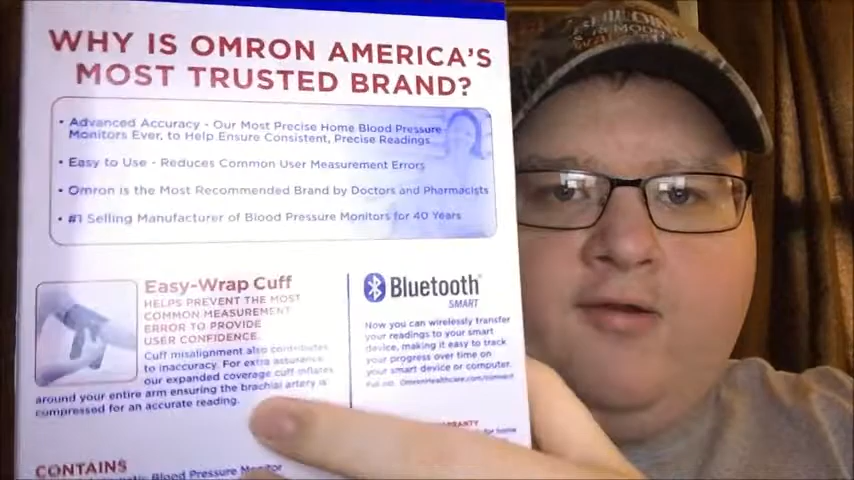 WHY IS OMRON AMERICA'S
MOST TRUSTED BRAND?
• ADVANCED ACCURACY - OUR MOST PRECISE HOME BLOOD PRESSURE
MONITORS EVER, TO HELP ENSURE CONSISTENT, PRECISE READINGS
• EASY TO USE - REDUCES COMMON USER MEASUREMENT ERRORS
• OMRON IS THE MOST RECOMMENDED BRAND BY DOCTORS AND PHARMACISTS
• #1 SELLING MANUFACTURER OF BLOOD PRESSURE MONITORS FOR 40 YEARS
Easy-Wrap Cuff
HELPS PREVENT THE MOST
COMMON MEASUREMENT
ERROR TO PROVIDE
USER CONFIDENCE.
Cuff misalignment also contributes
to inaccuracy. For extra assurance
our expanded coverage cuff inflates
around your entire arm ensuring the brachial artery is
compressed for an accurate reading.
Bluetooth®
SMART
Now you can wirelessly transfer
your readings to your smart
device, making it easy to track
your progress over time on
your smart device or computer.
OmronHealthcare.com/connect
CONTAINS
Blood Pressure Monitor
for home
BUILDING